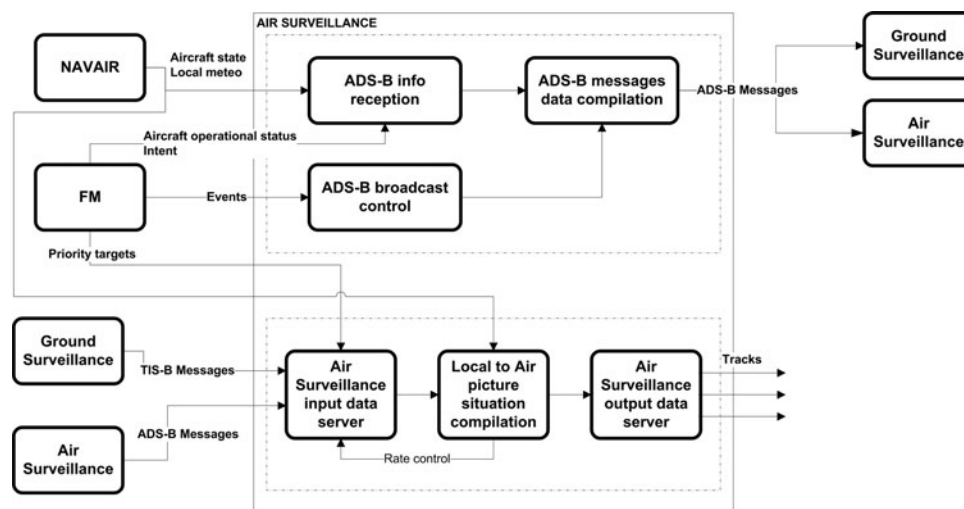 AIR SURVEILLANCE
NAVAIR
Aircraft state
Local meteo
ADS-B info
reception
ADS-B messages
data compilation
ADS-B Messages
Ground
Surveillance
Air
Surveillance
Aircraft operational status
Intent
FM
Events
ADS-B broadcast
control
Priority targets
Ground
Surveillance
TIS-B Messages
Air
Surveillance
input data
server
Local to Air
picture
situation
compilation
Air
Surveillance
output data
server
Tracks
Air
Surveillance
ADS-B Messages
Rate control